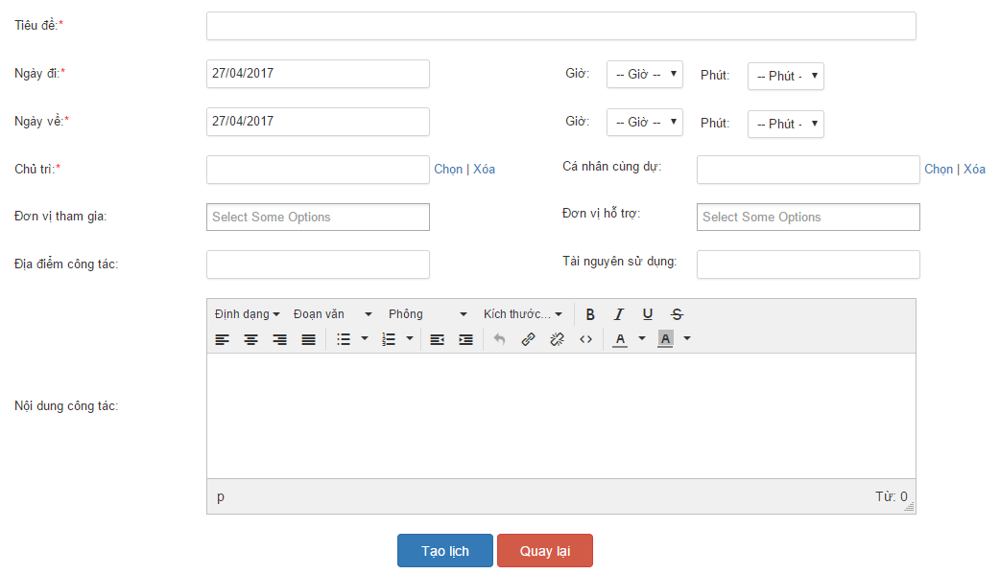 Tiêu đề:*
Ngày đi:* 27/04/2017 Giờ: -- Giờ -- Phút: -- Phút -
Ngày về:* 27/04/2017 Giờ: -- Giờ -- Phút: -- Phút -
Chủ trì:* Chọn | Xóa Cá nhân cùng dự: Chọn | Xóa
Đơn vị tham gia: Select Some Options Đơn vị hỗ trợ: Select Some Options
Địa điểm công tác: Tài nguyên sử dụng:
Định dạng Đoạn văn Phông Kích thước... B I U S
A A
Nội dung công tác:
p Từ: 0
Tạo lịch Quay lại